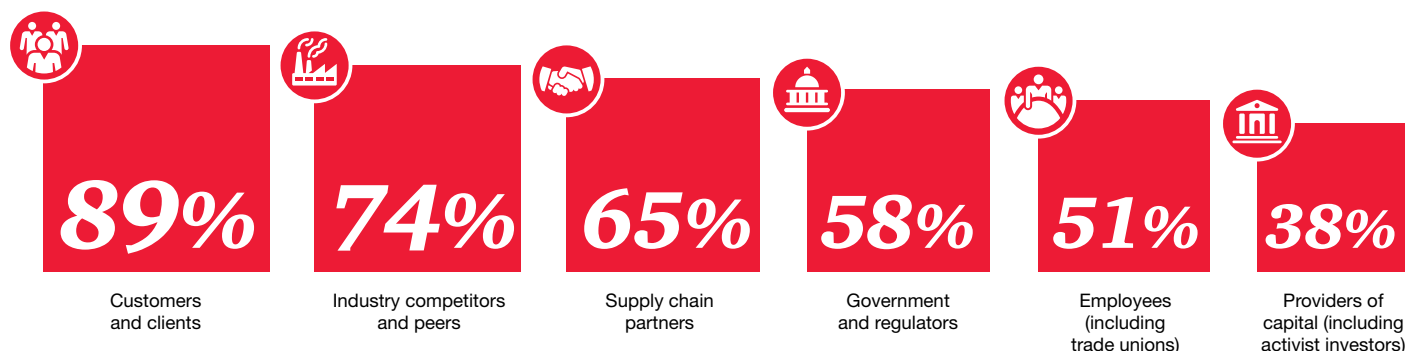 89%
74%
65%
58%
51%
38%
Customers
and clients
Industry competitors
and peers
Supply chain
partners
Government
and regulators
Employees
(including
trade unions)
Providers of
capital (including
activist investors)